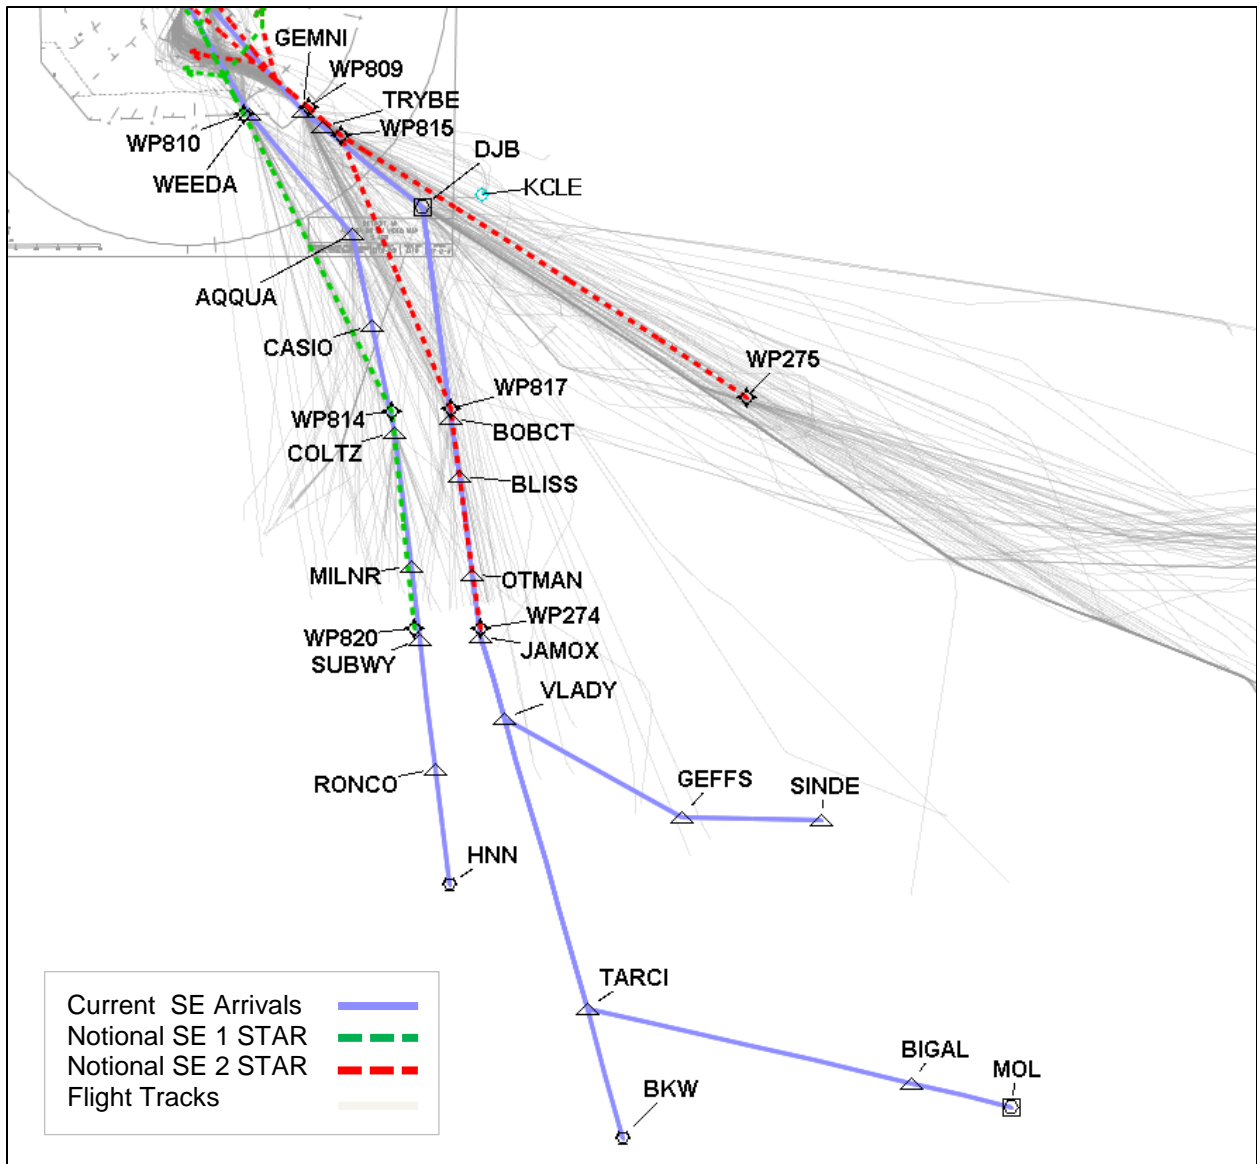 GEMNI
WP809
TRYBE
WP815
WP810
DJB
WEEDA
KCLE
AQQUA
CASIO
WP275
WP817
WP814
BOBCT
COLTZ
BLISS
MILNR
OTMAN
WP274
WP820
JAMOX
SUBWY
VLADY
RONCO
GEFFS
SINDE
HNN
TARCI
BIGAL
MOL
BKW
Current SE Arrivals
Notional SE 1 STAR
Notional SE 2 STAR
Flight Tracks